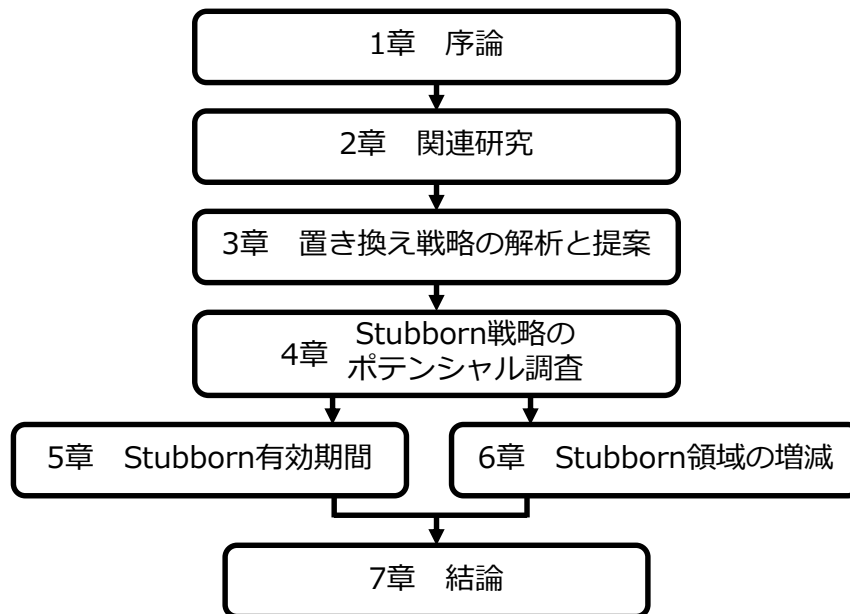 1章　序論
2章　関連研究
3章　置き換え戦略の解析と提案
4章　Stubborn戦略の
ポテンシャル調査
5章　Stubborn有効期間
6章　Stubborn領域の増減
7章　結論